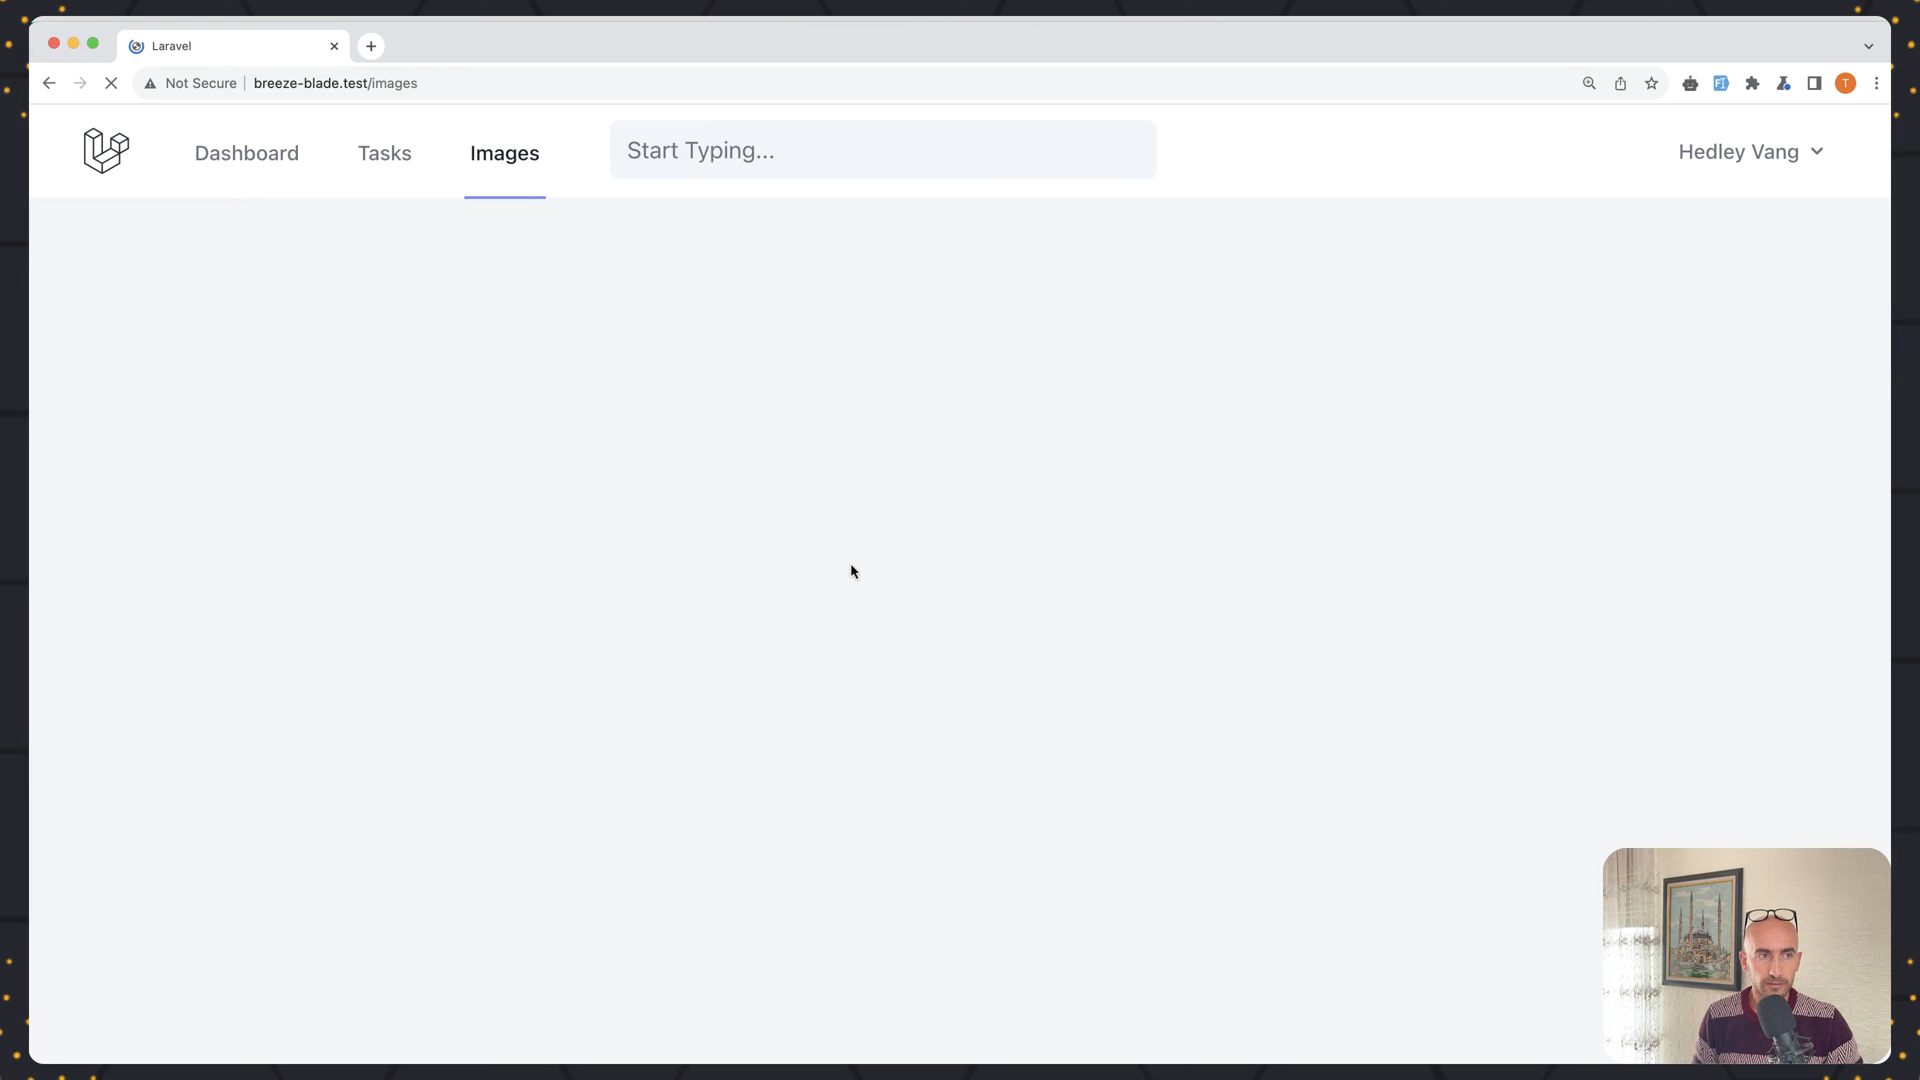 Laravel
Not Secure
breeze-blade.test/images
T
Dashboard
Tasks
Images
Start Typing...
Hedley Vang